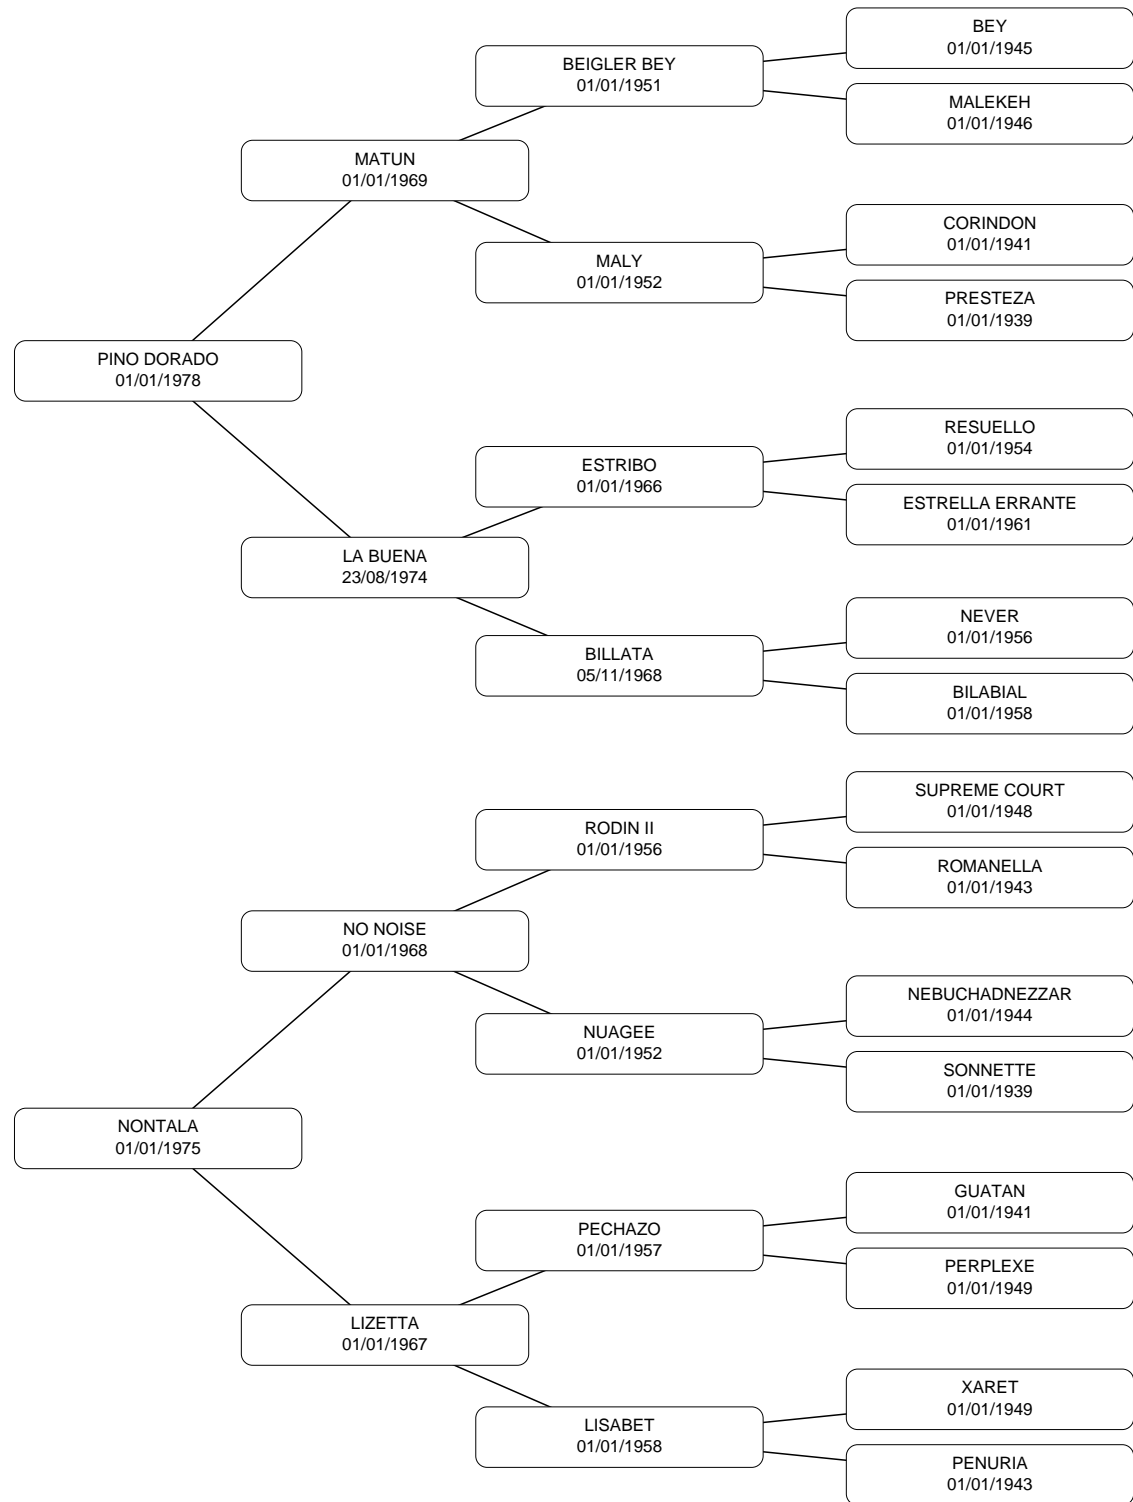 BEY
01/01/1945
BEIGLER BEY
01/01/1951
MALEKEH
01/01/1946
MATUN
01/01/1969
CORINDON
01/01/1941
MALY
01/01/1952
PRESTEZA
01/01/1939
PINO DORADO
01/01/1978
RESUELLO
01/01/1954
ESTRIBO
01/01/1966
ESTRELLA ERRANTE
01/01/1961
LA BUENA
23/08/1974
NEVER
01/01/1956
BILLATA
05/11/1968
BILABIAL
01/01/1958
SUPREME COURT
01/01/1948
RODIN II
01/01/1956
ROMANELLA
01/01/1943
NO NOISE
01/01/1968
NEBUCHADNEZZAR
01/01/1944
NUAGEE
01/01/1952
SONNETTE
01/01/1939
NONTALA
01/01/1975
GUATAN
01/01/1941
PECHAZO
01/01/1957
PERPLEXE
01/01/1949
LIZETTA
01/01/1967
XARET
01/01/1949
LISABET
01/01/1958
PENURIA
01/01/1943